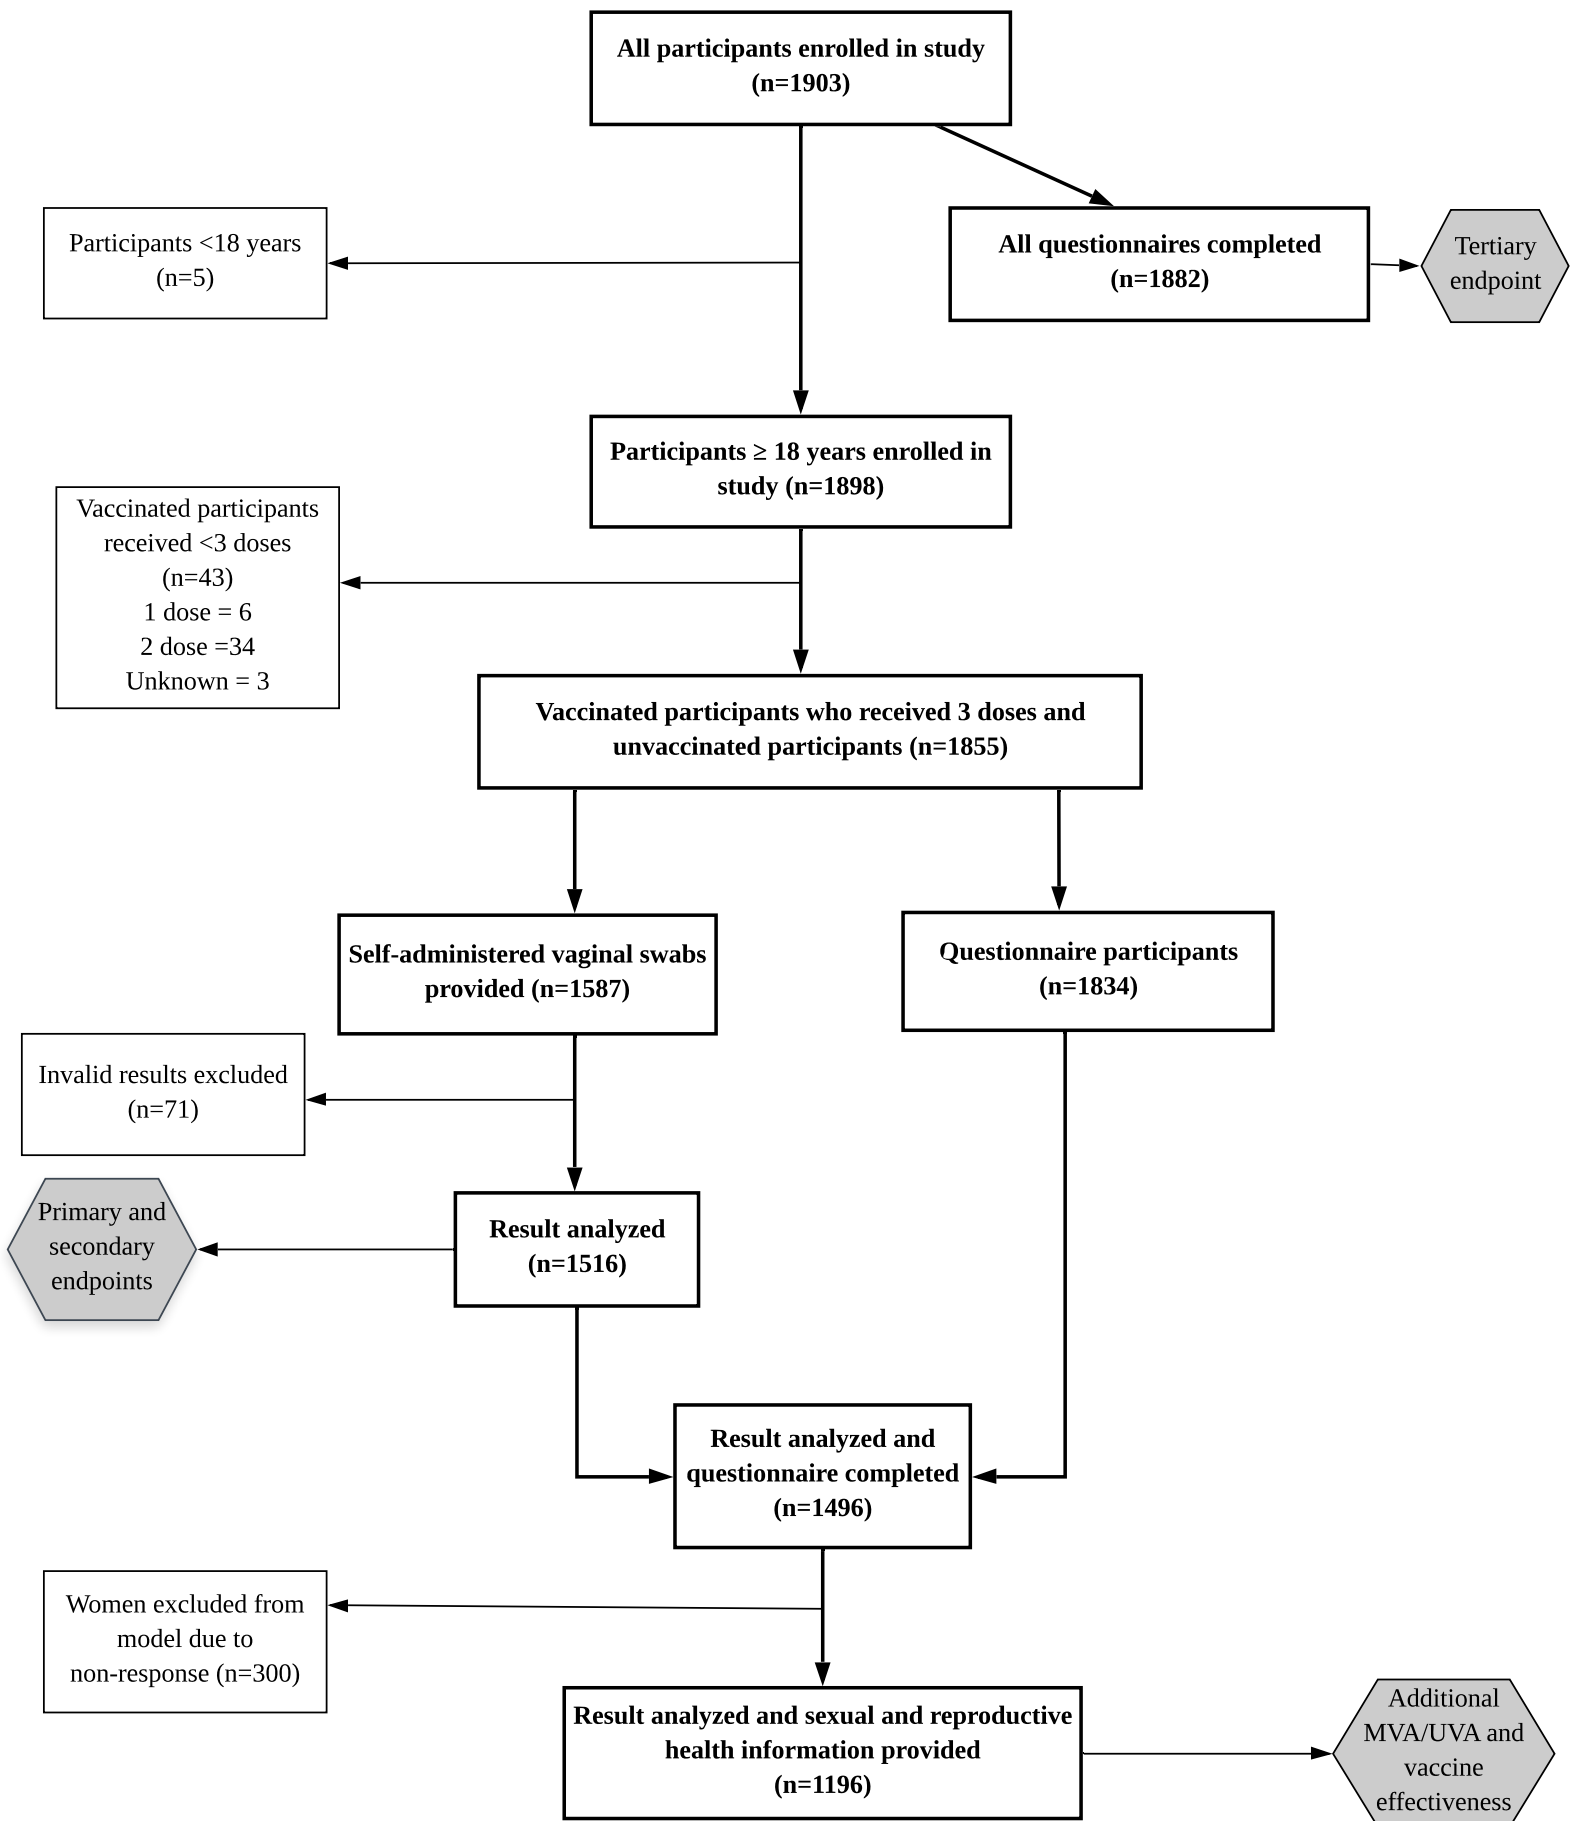 All participants enrolled in study
(n=1903)
Participants <18 years
(n=5)
All questionnaires completed
(n=1882)
Tertiary
endpoint
Participants ≥ 18 years enrolled in
study (n=1898)
Vaccinated participants
received <3 doses
(n=43)
1 dose = 6
2 dose =34
Unknown = 3
Vaccinated participants who received 3 doses and
unvaccinated participants (n=1855)
Self-administered vaginal swabs
provided (n=1587)
Questionnaire participants
(n=1834)
Invalid results excluded
(n=71)
Primary and
secondary
endpoints
Result analyzed
(n=1516)
Result analyzed and
questionnaire completed
(n=1496)
Women excluded from
model due to
non-response (n=300)
Result analyzed and sexual and reproductive
health information provided
(n=1196)
Additional
MVA/UVA and
vaccine
effectiveness